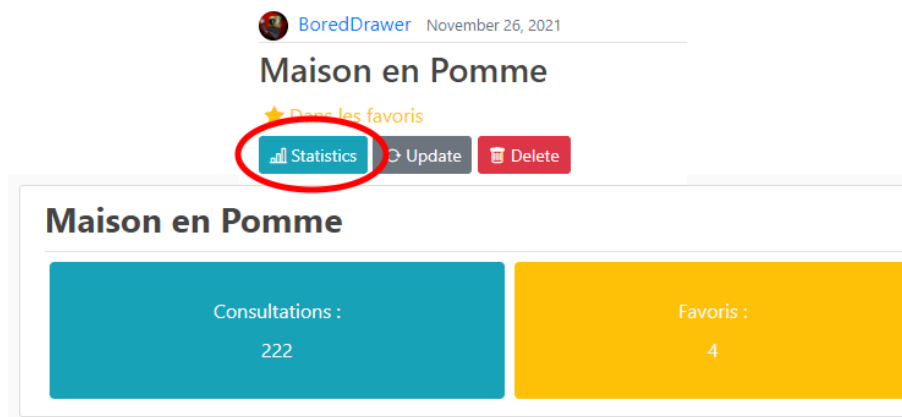 BoredDrawer November 26, 2021
Maison en Pomme
Dans les favoris
Statistics Update Delete
Maison en Pomme
Consultations : Favoris :
222 4